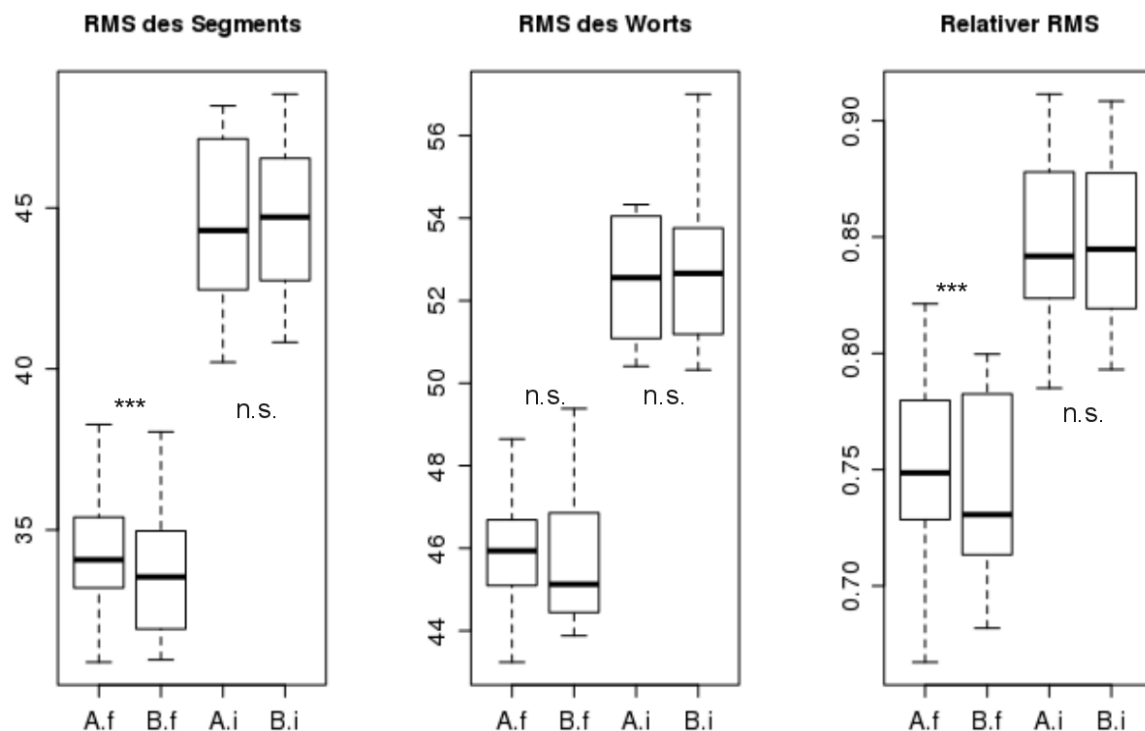 RMS des Segments
45
40
35
***
n.s.
A.f B.f A.i B.i
RMS des Worts
56
54
52
50
48
46
44
n.s. n.s.
A.f B.f A.i B.i
Relativer RMS
0.90
0.85
0.80
0.75
0.70
***
n.s.
A.f B.f A.i B.i